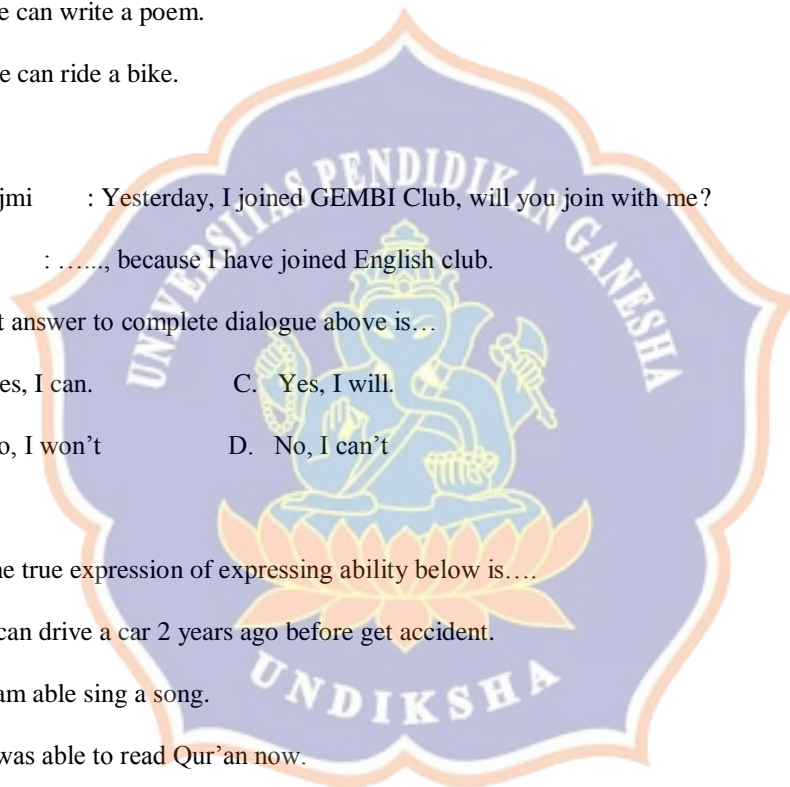 e can write a poem.
e can ride a bike.
jmi : Yesterday, I joined GEMBI Club, will you join with me?
: ….., because I have joined English club.
t answer to complete dialogue above is…
es, I can. C. Yes, I will.
o, I won’t D. No, I can’t
ne true expression of expressing ability below is….
can drive a car 2 years ago before get accident.
am able sing a song.
was able to read Qur’an now.
UNIVERSITAS PENDIDIKAN GANESHA
UNDIKSHA